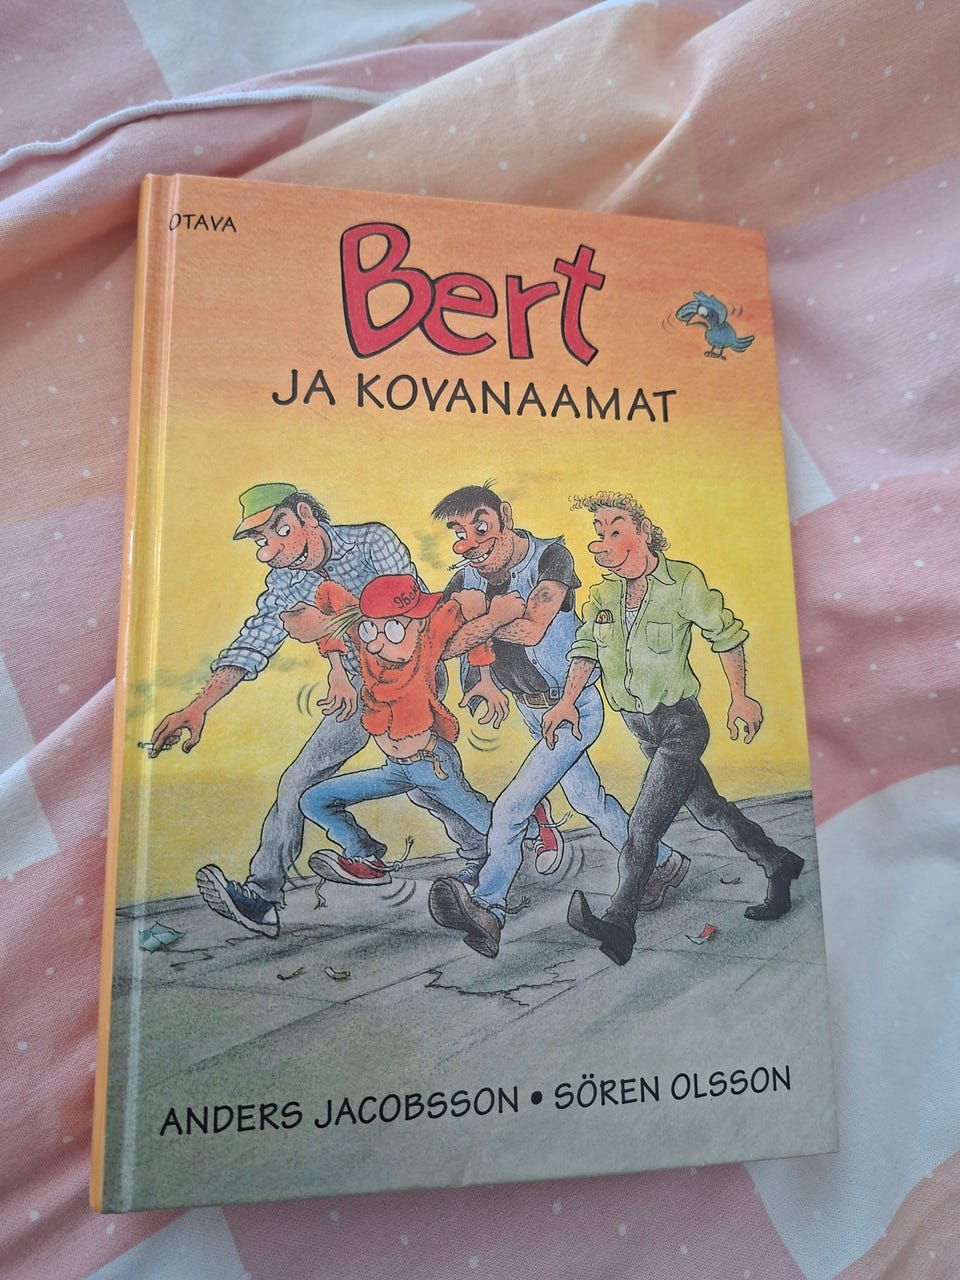 OTAVA
Bert
JA KOVANAAMAT
ANDERS JACOBSSON • SÖREN OLSSON